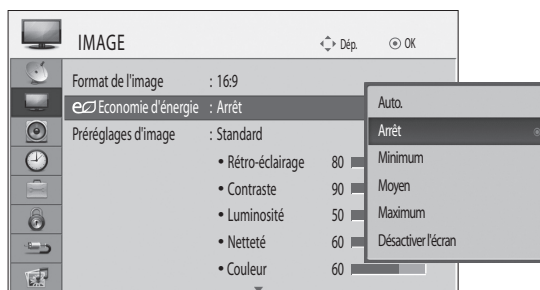 IMAGE
Dép. OK
Format de l'image : 16:9
Economie d'énergie : Arrêt
Préréglages d'image : Standard
• Rétro-éclairage 80
• Contraste 90
• Luminosité 50
• Netteté 60
• Couleur 60
Auto.
Arrêt
Minimum
Moyen
Maximum
Désactiver l'écran